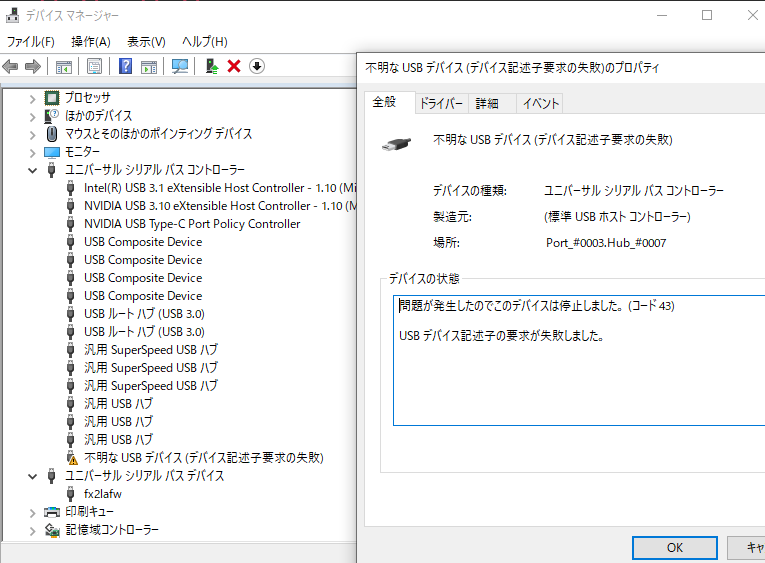 デバイス マネージャー
ファイル(F) 操作(A) 表示(V) ヘルプ(H)
プロセッサ
ほかのデバイス
マウスとそのほかのポインティング デバイス
モニター
ユニバーサル シリアル バス コントローラー
Intel(R) USB 3.1 eXtensible Host Controller - 1.10 (Mi
NVIDIA USB 3.10 eXtensible Host Controller - 1.10 (M
NVIDIA USB Type-C Port Policy Controller
USB Composite Device
USB Composite Device
USB Composite Device
USB Composite Device
USB ルート ハブ (USB 3.0)
USB ルート ハブ (USB 3.0)
汎用 SuperSpeed USB ハブ
汎用 SuperSpeed USB ハブ
汎用 SuperSpeed USB ハブ
汎用 USB ハブ
汎用 USB ハブ
汎用 USB ハブ
不明な USB デバイス (デバイス記述子要求の失敗)
ユニバーサル シリアル バス デバイス
fx2lafw
印刷キュー
記憶域コントローラー
不明な USB デバイス (デバイス記述子要求の失敗)のプロパティ
全般 ドライバー 詳細 イベント
不明な USB デバイス (デバイス記述子要求の失敗)
デバイスの種類: ユニバーサル シリアル バス コントローラー
製造元: (標準 USB ホスト コントローラー)
場所: Port_#0003.Hub_#0007
デバイスの状態
問題が発生したのでこのデバイスは停止しました。 (コード 43)
USB デバイス記述子の要求が失敗しました。
OK キャ